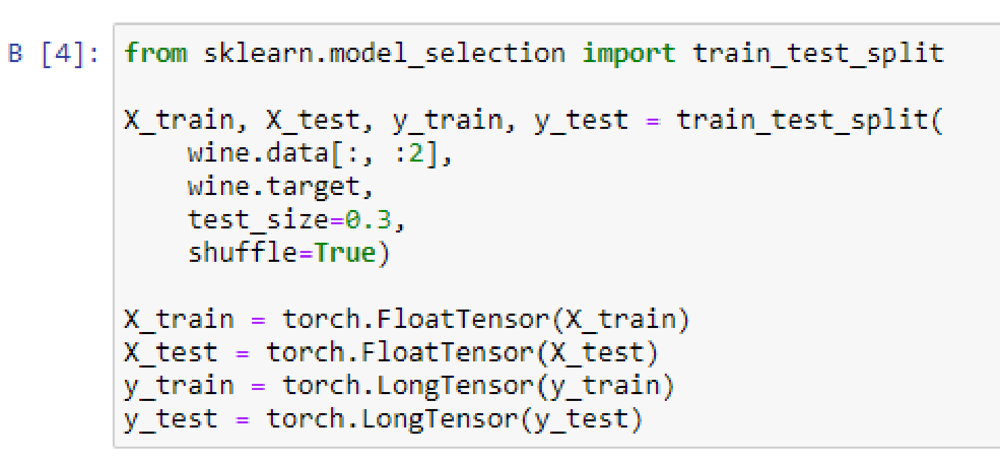 B [4]: from sklearn.model_selection import train_test_split
X_train, X_test, y_train, y_test = train_test_split(
    wine.data[:, :2],
    wine.target,
    test_size=0.3,
    shuffle=True)
X_train = torch.FloatTensor(X_train)
X_test = torch.FloatTensor(X_test)
y_train = torch.LongTensor(y_train)
y_test = torch.LongTensor(y_test)